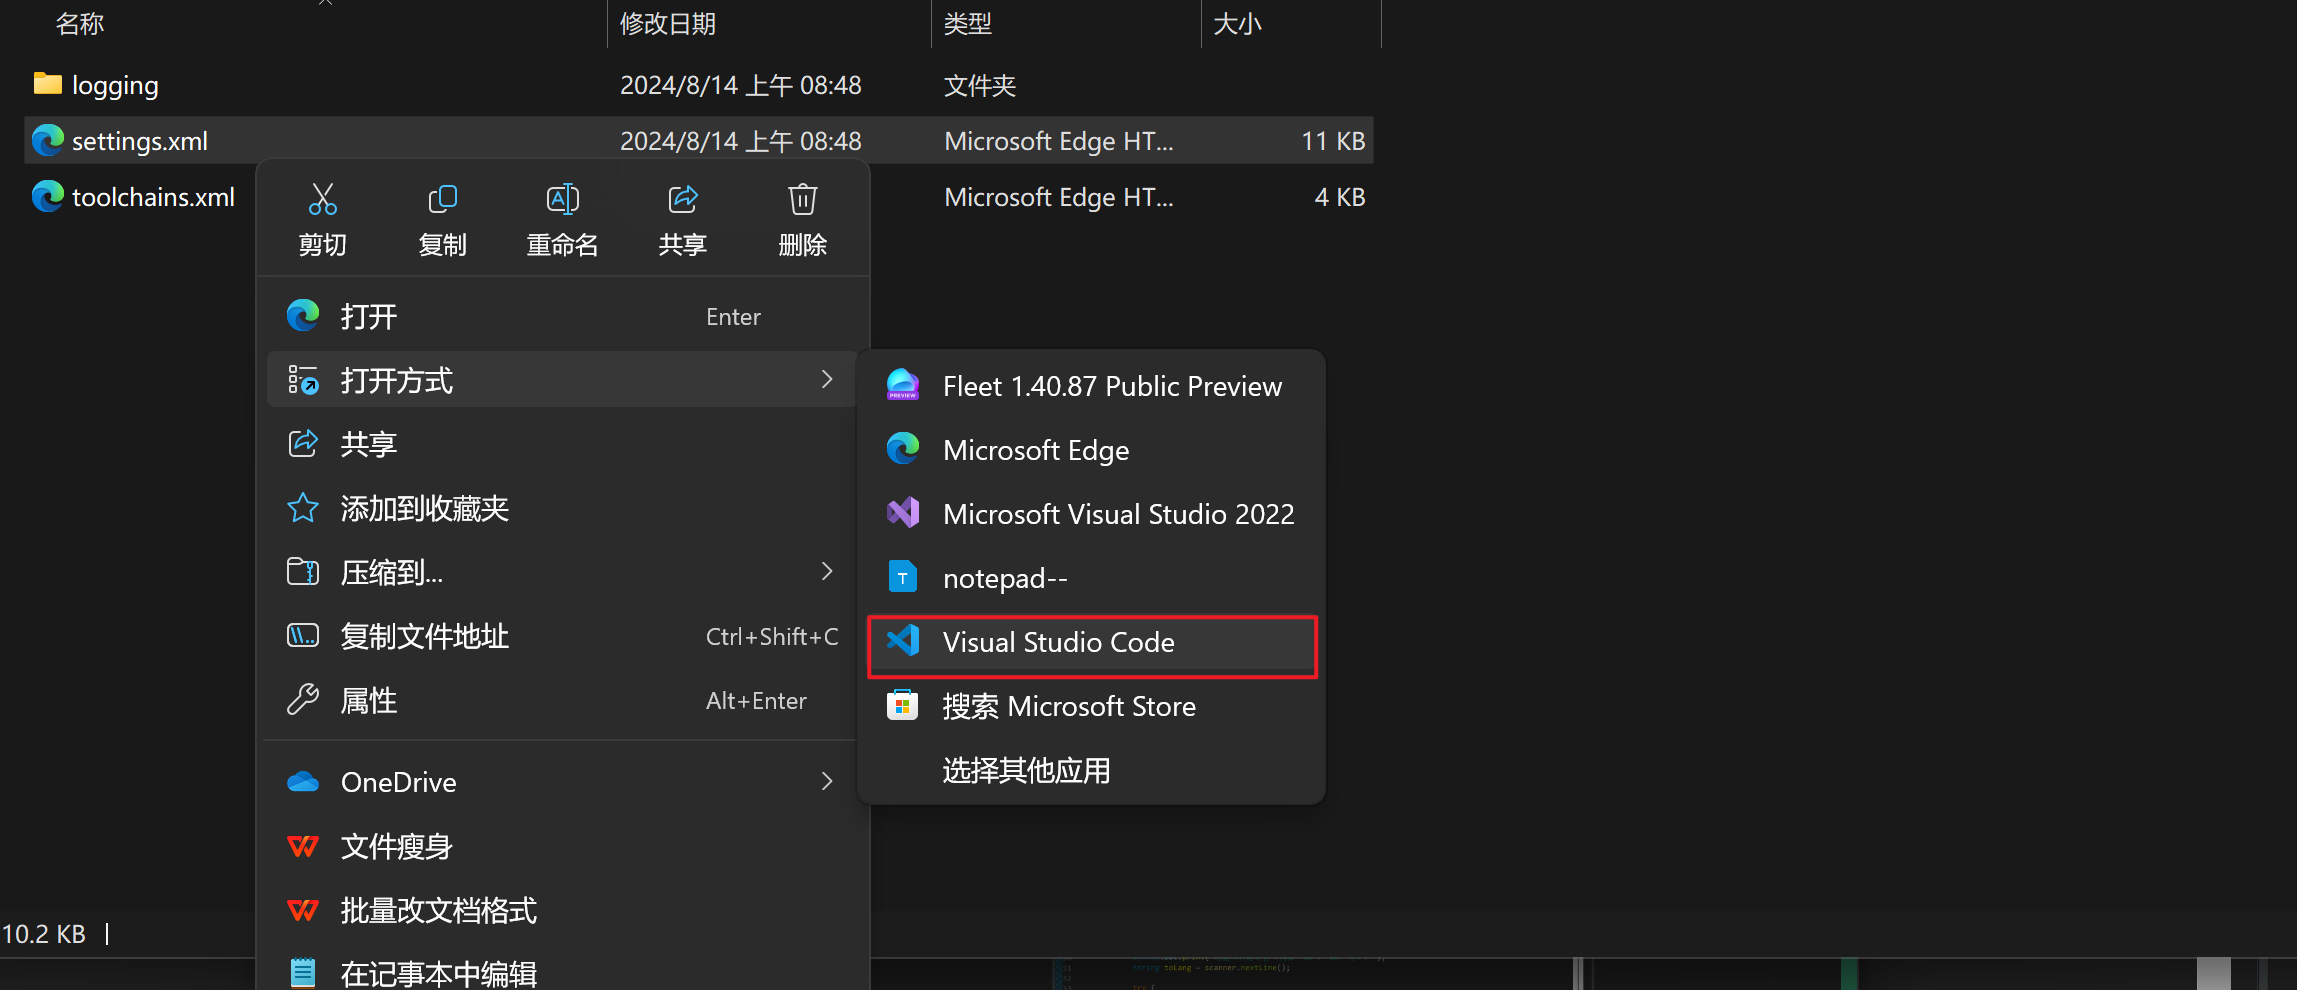 名称 修改日期 类型 大小
logging 2024/8/14 上午 08:48 文件夹
settings.xml 2024/8/14 上午 08:48 Microsoft Edge HT... 11 KB
toolchains.xml Microsoft Edge HT... 4 KB
剪切 复制 重命名 共享 删除
打开 Enter
打开方式
共享
添加到收藏夹
压缩到...
复制文件地址 Ctrl+Shift+C
属性 Alt+Enter
OneDrive
文件瘦身
批量改文档格式
在记事本中编辑
Fleet 1.40.87 Public Preview
Microsoft Edge
Microsoft Visual Studio 2022
notepad--
Visual Studio Code
搜索 Microsoft Store
选择其他应用
10.2 KB
String toLang = scanner.nextLine();